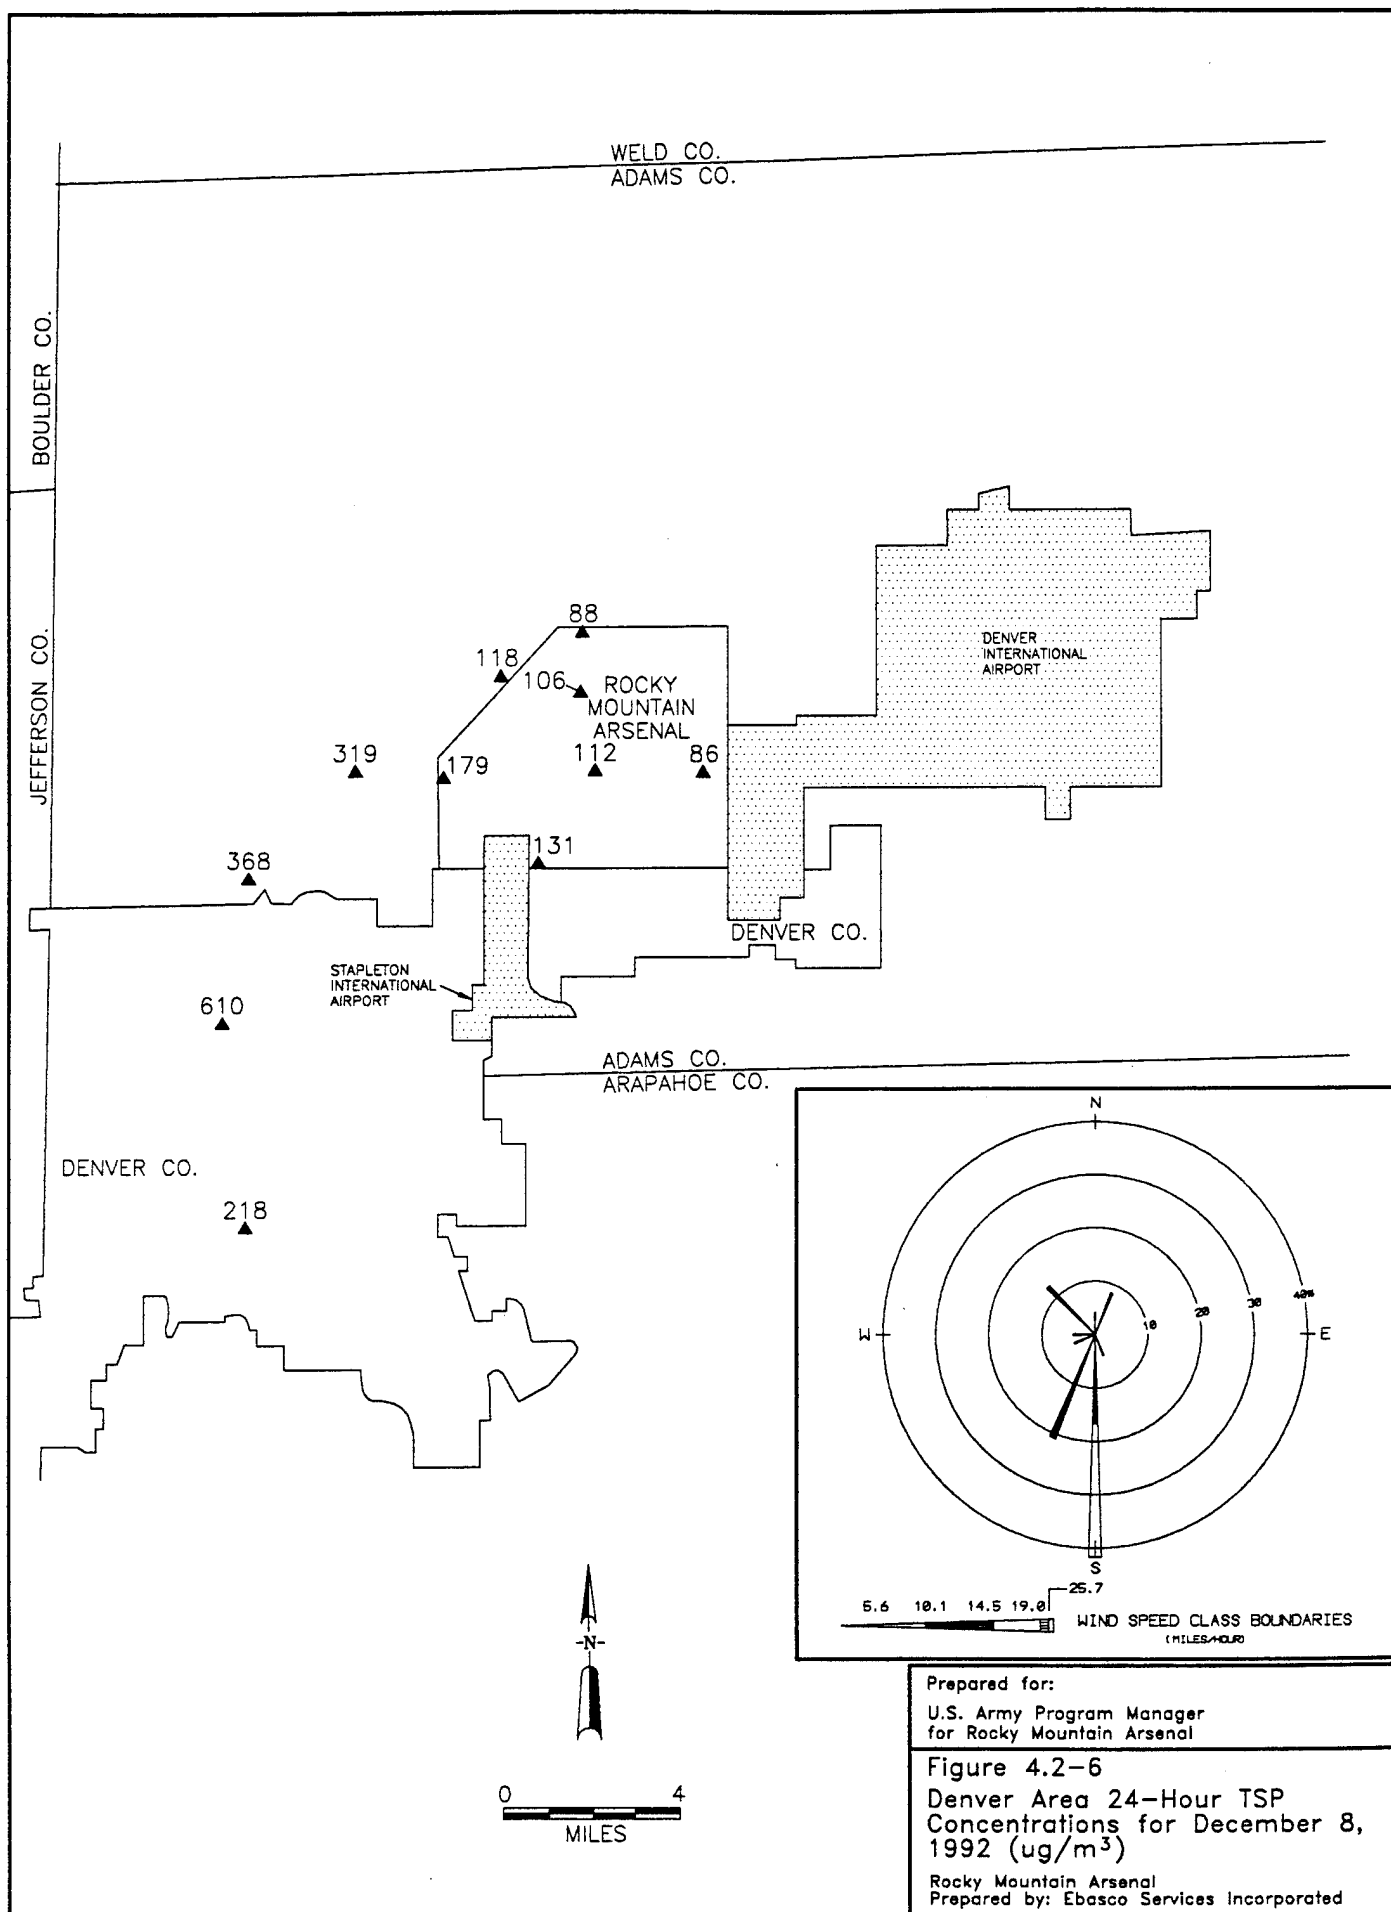 WELD CO.
ADAMS CO.
BOULDER CO.
JEFFERSON CO.
DENVER
INTERNATIONAL
AIRPORT
88
118
106
ROCKY
MOUNTAIN
ARSENAL
319
179
112
86
131
368
DENVER CO.
STAPLETON
INTERNATIONAL
AIRPORT
610
ADAMS CO.
ARAPAHOE CO.
DENVER CO.
218
N
W
E
S
10
20
30
40%
25.7
5.6 10.1 14.5 19.0
WIND SPEED CLASS BOUNDARIES
(MILES/HOUR)
-N-
0 4
MILES
Prepared for:
U.S. Army Program Manager
for Rocky Mountain Arsenal
Figure 4.2-6
Denver Area 24-Hour TSP
Concentrations for December 8,
1992 (ug/m³)
Rocky Mountain Arsenal
Prepared by: Ebasco Services Incorporated